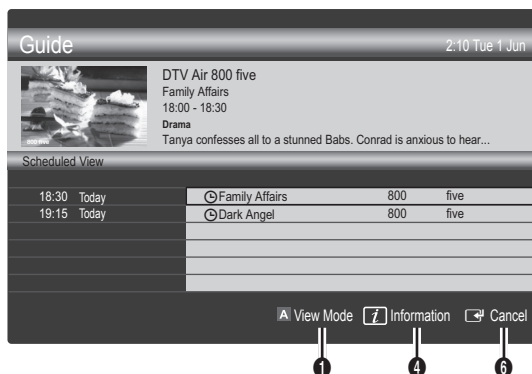 Guide
2:10 Tue 1 Jun
DTV Air 800 five
Family Affairs
18:00 - 18:30
Drama
Tanya confesses all to a stunned Babs. Conrad is anxious to hear...
800 five
Scheduled View
18:30 Today Family Affairs 800 five
19:15 Today Dark Angel 800 five
A View Mode i Information Cancel
1 4 6